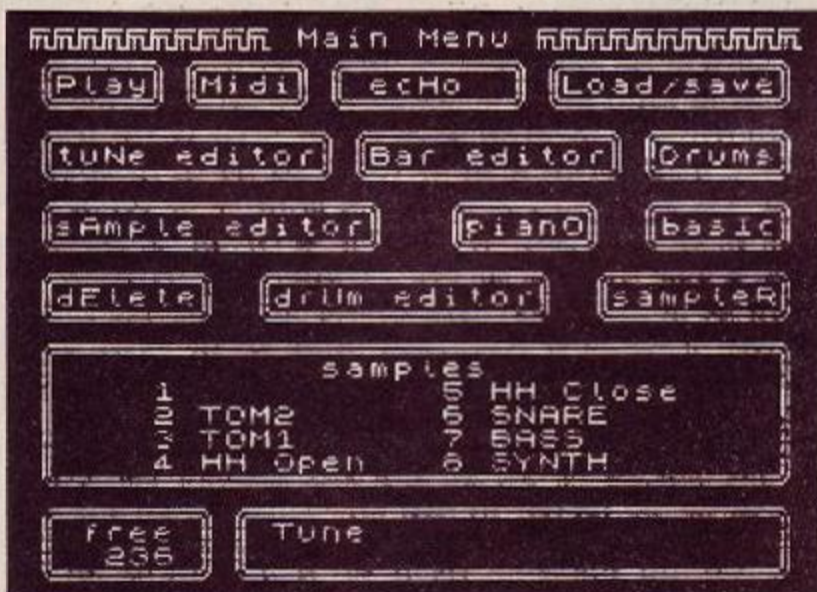 Main Menu
Play Midi ecHo Load/save
tuNe editor Bar editor Drums
sAmple editor pianO basIc
dElete drUm editor sampleR
samples
1 5 HH Close
2 TOM2 6 SNARE
3 TOM1 7 BASS
4 HH Open 8 SYNTH
free Tune
236